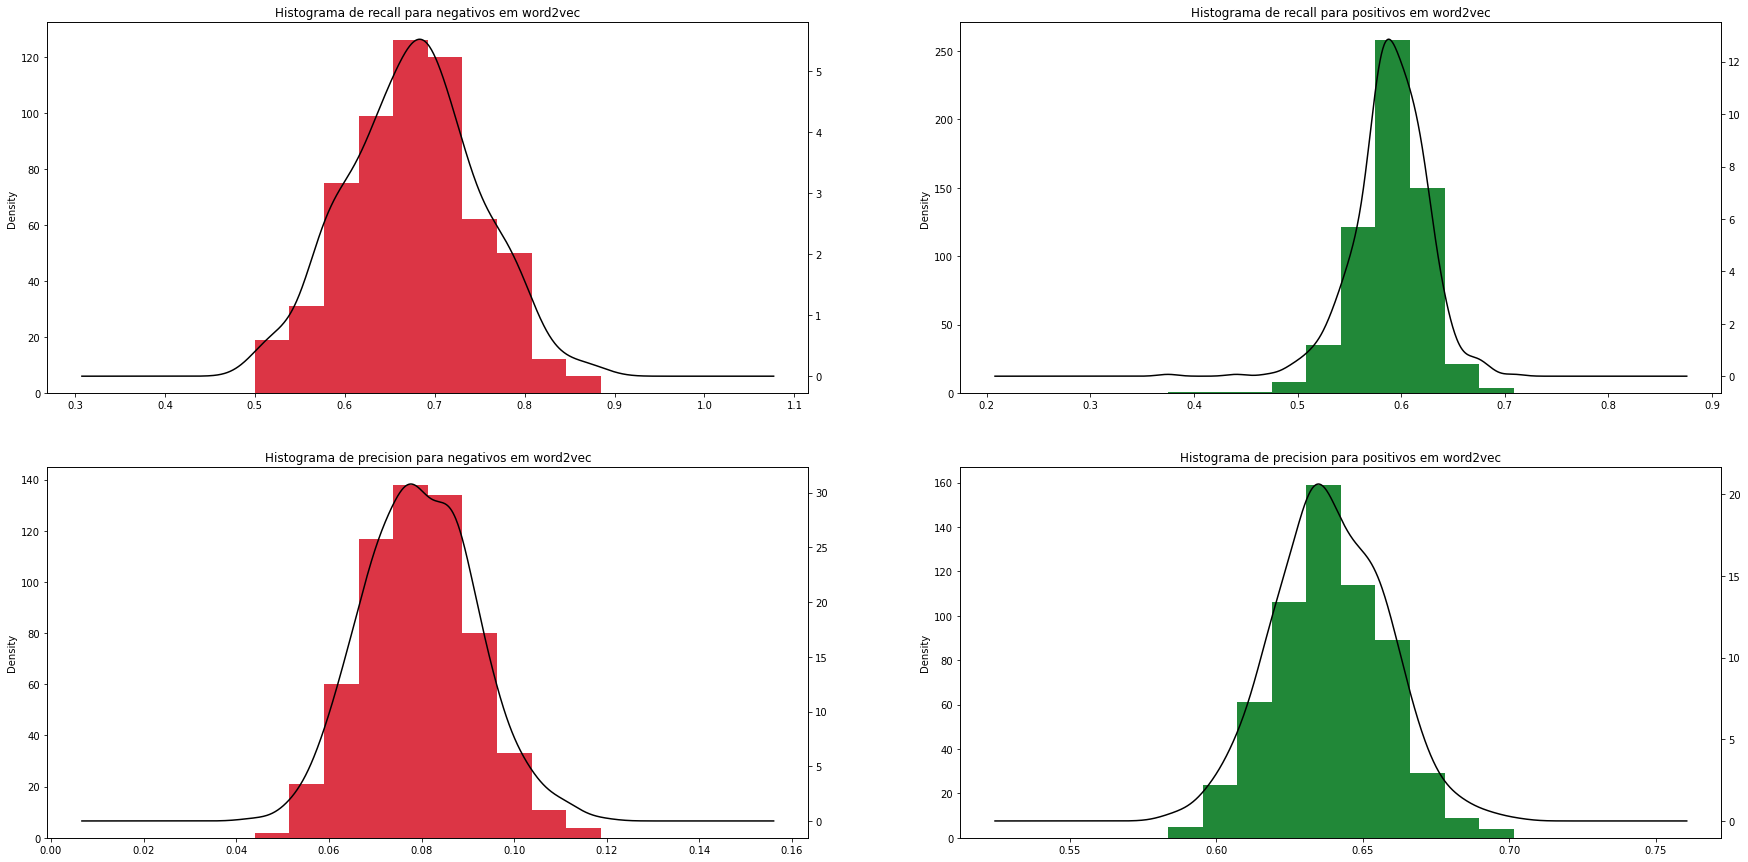 Histograma de recall para negativos em word2vec
Density
0 20 40 60 80 100 120
0 1 2 3 4 5
0.3 0.4 0.5 0.6 0.7 0.8 0.9 1.0 1.1
Histograma de recall para positivos em word2vec
Density
0 50 100 150 200 250
0 2 4 6 8 10 12
0.2 0.3 0.4 0.5 0.6 0.7 0.8 0.9
Histograma de precision para negativos em word2vec
Density
0 20 40 60 80 100 120 140
0 5 10 15 20 25 30
0.00 0.02 0.04 0.06 0.08 0.10 0.12 0.14 0.16
Histograma de precision para positivos em word2vec
Density
0 20 40 60 80 100 120 140 160
0 5 10 15 20
0.55 0.60 0.65 0.70 0.75